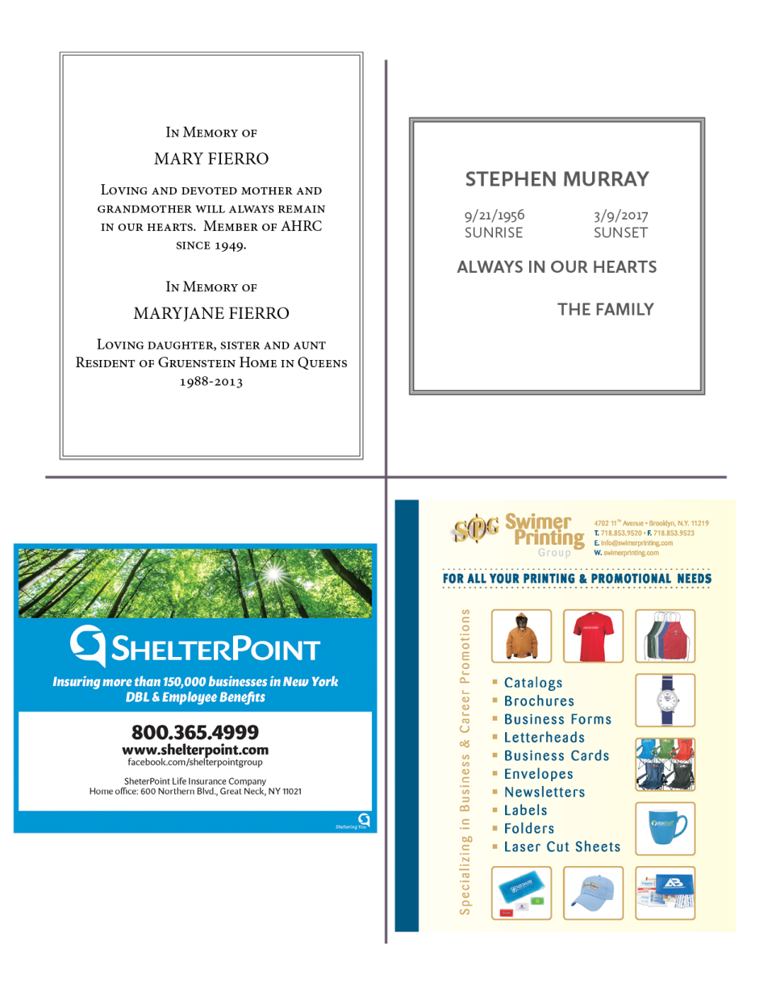 In Memory of
MARY FIERRO
Loving and devoted mother and
grandmother will always remain
in our hearts.  Member of AHRC
since 1949.
In Memory of
MARYJANE FIERRO
Loving daughter, sister and aunt
Resident of Gruenstein Home in Queens
1988-2013
STEPHEN MURRAY
9/21/1956 3/9/2017
SUNRISE SUNSET
ALWAYS IN OUR HEARTS
THE FAMILY
SHELTERPOINT
Insuring more than 150,000 businesses in New York
DBL & Employee Benefits
800.365.4999
www.shelterpoint.com
facebook.com/shelterpointgroup
SheterPoint Life Insurance Company
Home office: 600 Northern Blvd., Great Neck, NY 11021
Sheltering You
SPG Swimer
Printing
Group
4702 11TH Avenue • Brooklyn, N.Y. 11219
T. 718.853.9520 • F. 718.853.9523
E. info@swimerprinting.com
W. swimerprinting.com
FOR ALL YOUR PRINTING & PROMOTIONAL NEEDS
Specializing in Business & Career Promotions
Catalogs
Brochures
Business Forms
Letterheads
Business Cards
Envelopes
Newsletters
Labels
Folders
Laser Cut Sheets
AB